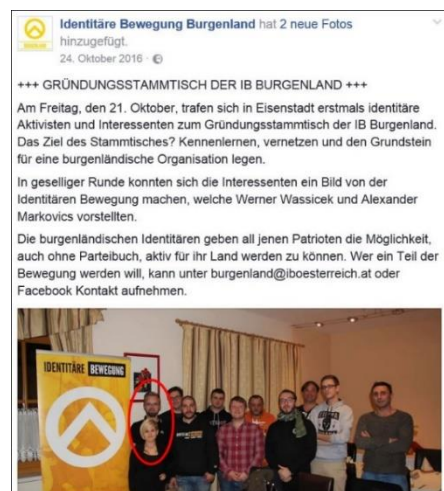 Identitäre Bewegung Burgenland hat 2 neue Fotos
hinzugefügt.
24. Oktober 2016 ·
+++ GRÜNDUNGSSTAMMTISCH DER IB BURGENLAND +++
Am Freitag, den 21. Oktober, trafen sich in Eisenstadt erstmals identitäre
Aktivisten und Interessenten zum Gründungsstammtisch der IB Burgenland.
Das Ziel des Stammtisches? Kennenlernen, vernetzen und den Grundstein
für eine burgenländische Organisation legen.
In geselliger Runde konnten sich die Interessenten ein Bild von der
Identitären Bewegung machen, welche Werner Wassicek und Alexander
Markovics vorstellten.
Die burgenländischen Identitären geben all jenen Patrioten die Möglichkeit,
auch ohne Parteibuch, aktiv für ihr Land werden zu können. Wer ein Teil der
Bewegung werden will, kann unter burgenland@iboesterreich.at oder
Facebook Kontakt aufnehmen.
IDENTITÄRE BEWEGUNG